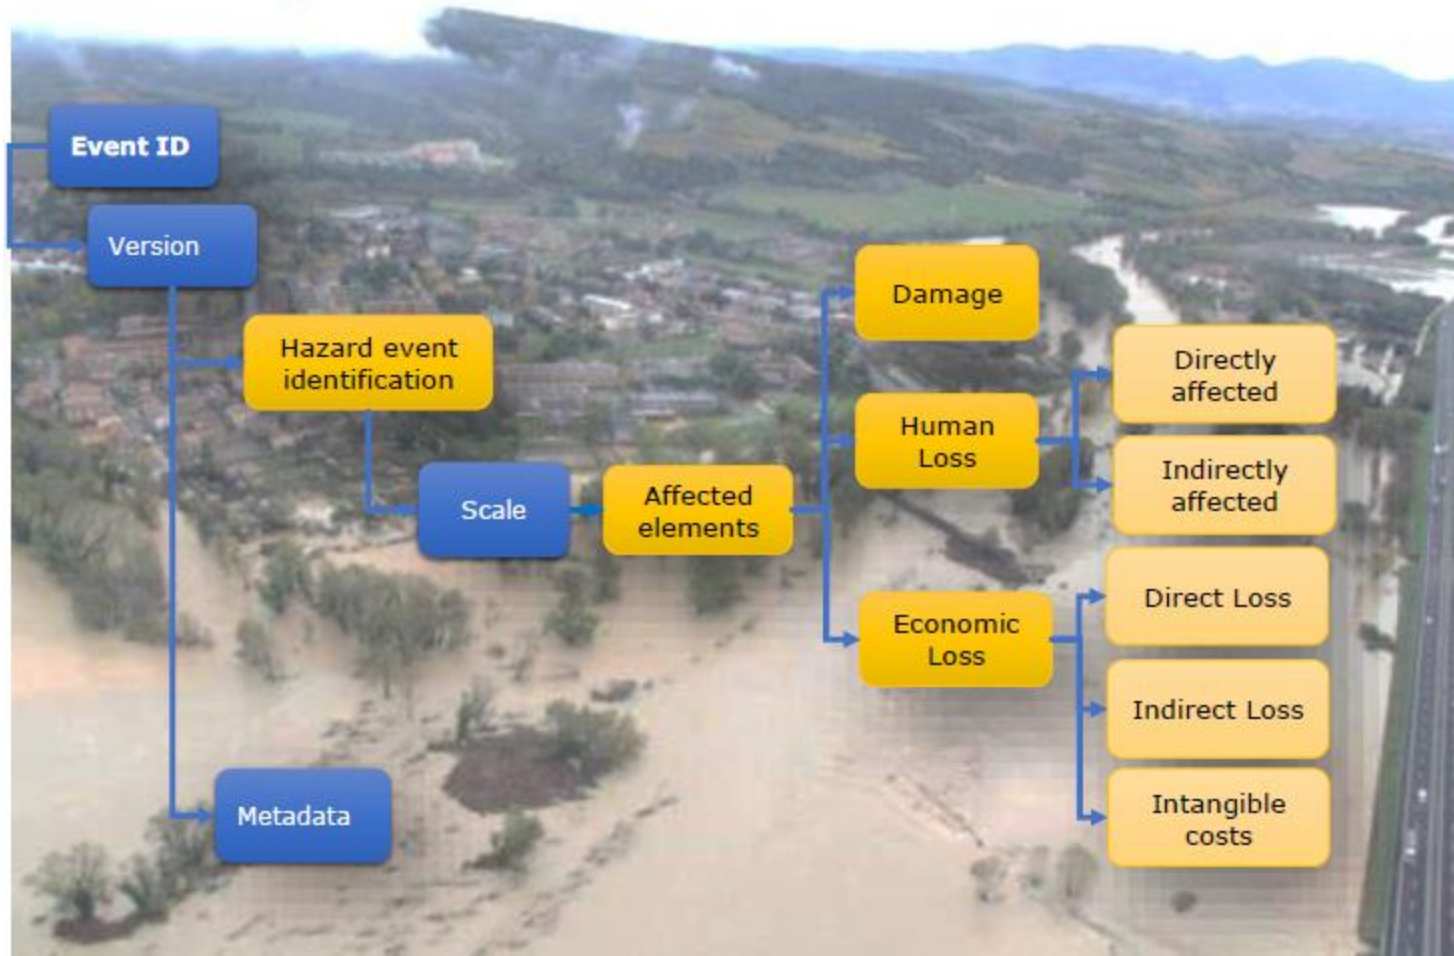 Event ID
Version
Hazard event
identification
Scale
Affected
elements
Damage
Human
Loss
Economic
Loss
Directly
affected
Indirectly
affected
Direct Loss
Indirect Loss
Intangible
costs
Metadata